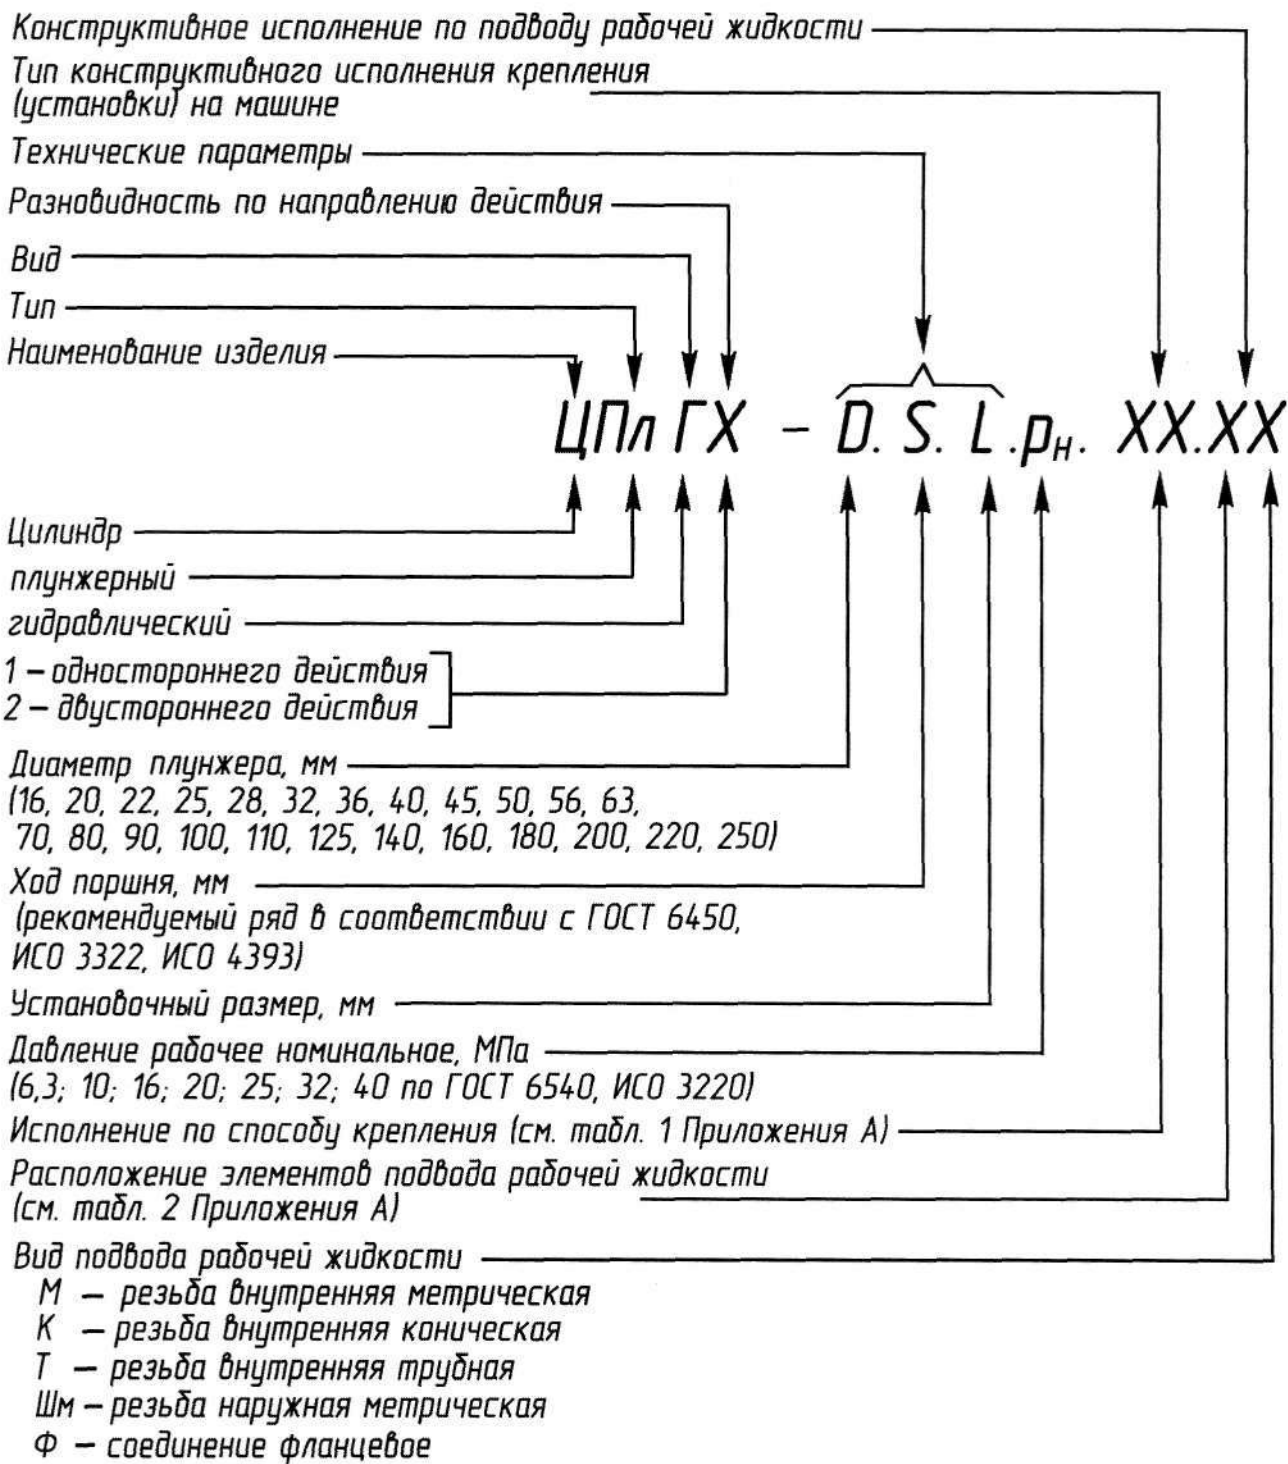 Конструктивное исполнение по подводу рабочей жидкости
Тип конструктивного исполнения крепления
(установки) на машине
Технические параметры
Разновидность по направлению действия
Вид
Тип
Наименование изделия
ЦПл ГХ – D. S. L .рн. ХХ.ХХ
Цилиндр
плунжерный
гидравлический
1 – одностороннего действия
2 – двустороннего действия
Диаметр плунжера, мм
(16, 20, 22, 25, 28, 32, 36, 40, 45, 50, 56, 63,
70, 80, 90, 100, 110, 125, 140, 160, 180, 200, 220, 250)
Ход поршня, мм
(рекомендуемый ряд в соответствии с ГОСТ 6450,
ИСО 3322, ИСО 4393)
Установочный размер, мм
Давление рабочее номинальное, МПа
(6,3; 10; 16; 20; 25; 32; 40 по ГОСТ 6540, ИСО 3220)
Исполнение по способу крепления (см. табл. 1 Приложения А)
Расположение элементов подвода рабочей жидкости
(см. табл. 2 Приложения А)
Вид подвода рабочей жидкости
М – резьба внутренняя метрическая
К – резьба внутренняя коническая
Т – резьба внутренняя трубная
Шм – резьба наружная метрическая
Ф – соединение фланцевое